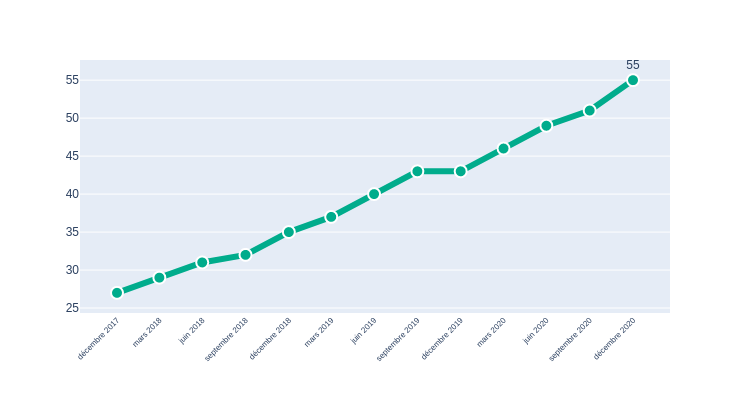 55
55
50
45
40
35
30
25
décembre 2017
mars 2018
juin 2018
septembre 2018
décembre 2018
mars 2019
juin 2019
septembre 2019
décembre 2019
mars 2020
juin 2020
septembre 2020
décembre 2020